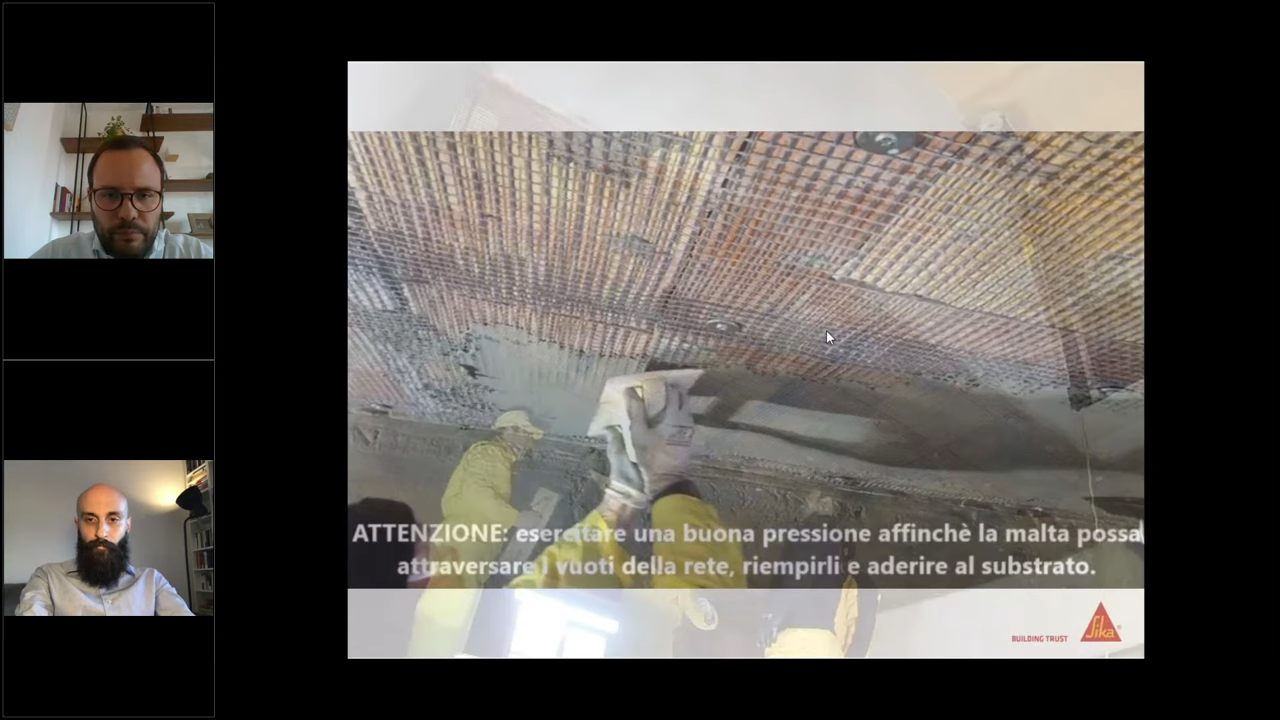 ATTENZIONE: esercitare una buona pressione affinchè la malta possa
attraversare I vuoti della rete, riempirli e aderire al substrato.
BUILDING TRUST
Sika